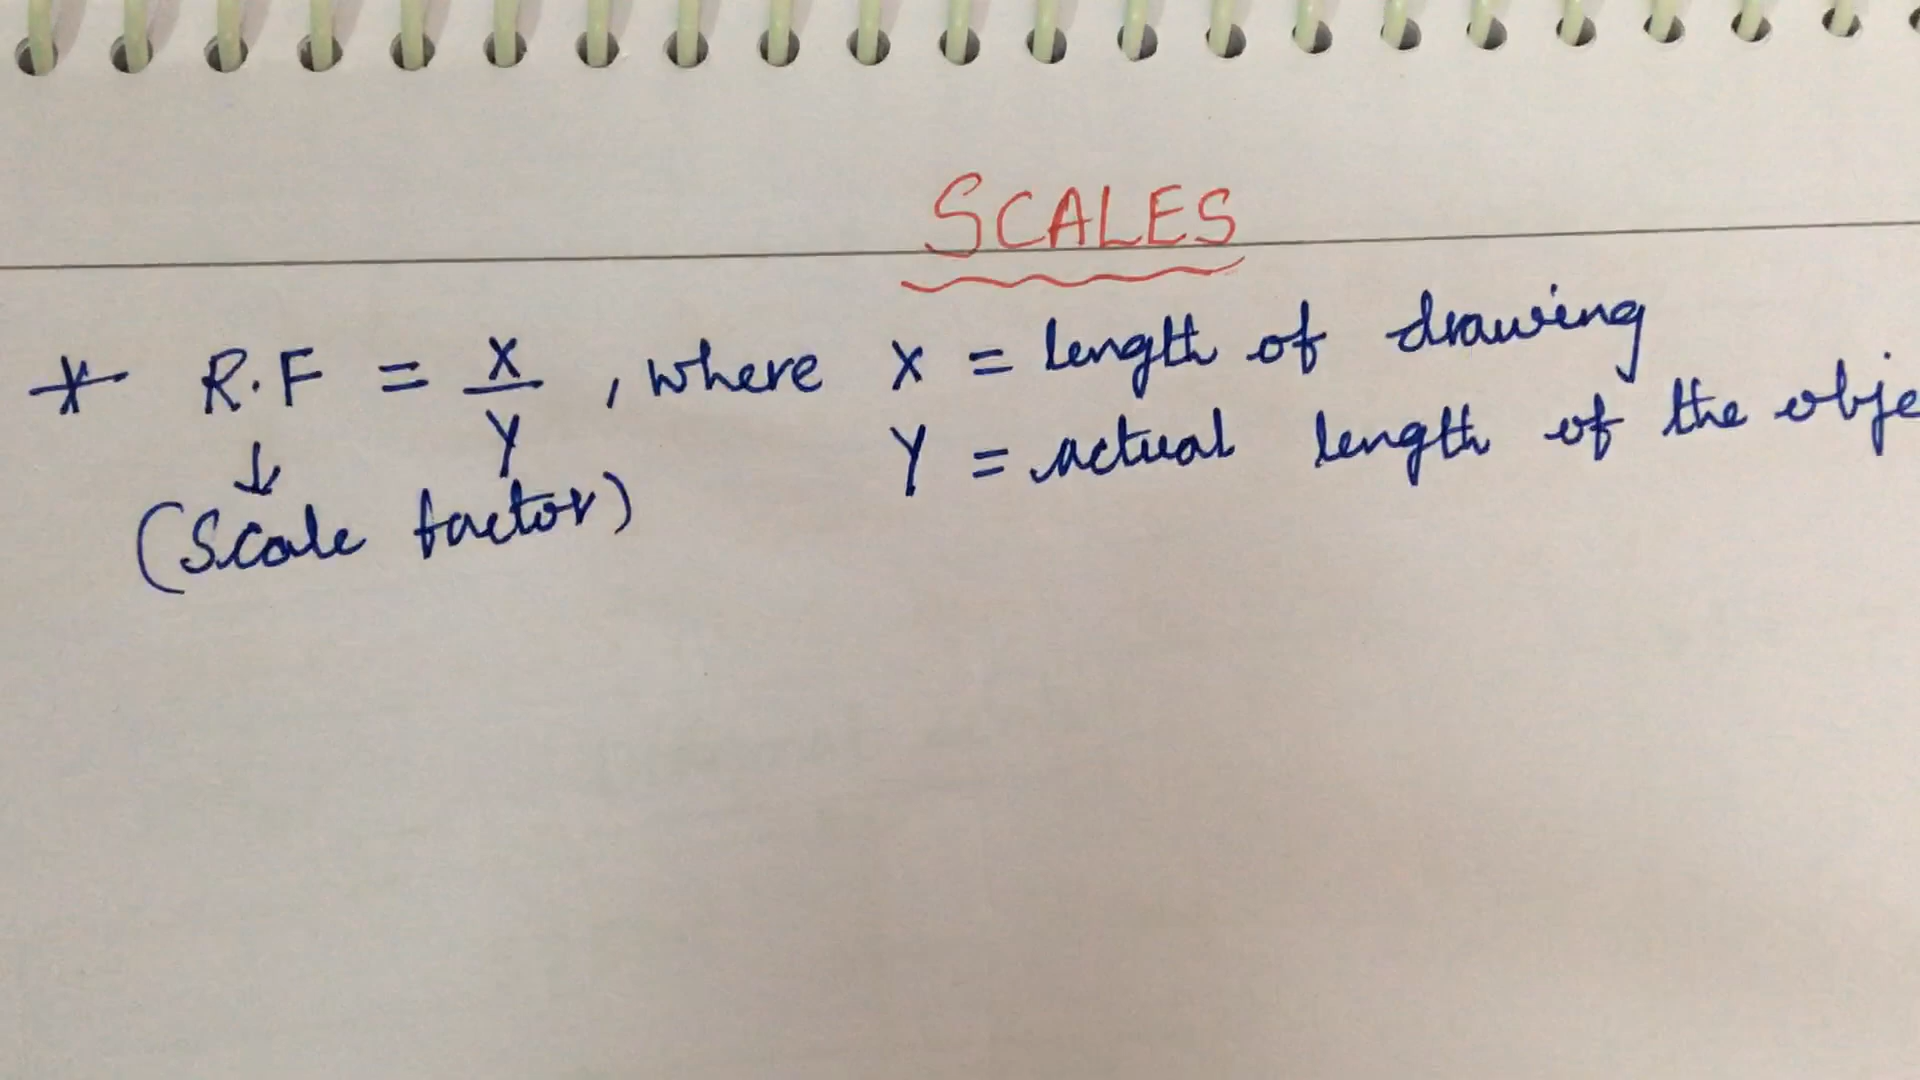 SCALES
* R.F = X/Y , where X = length of drawing
Y = actual length of the obje
↓
(Scale factor)